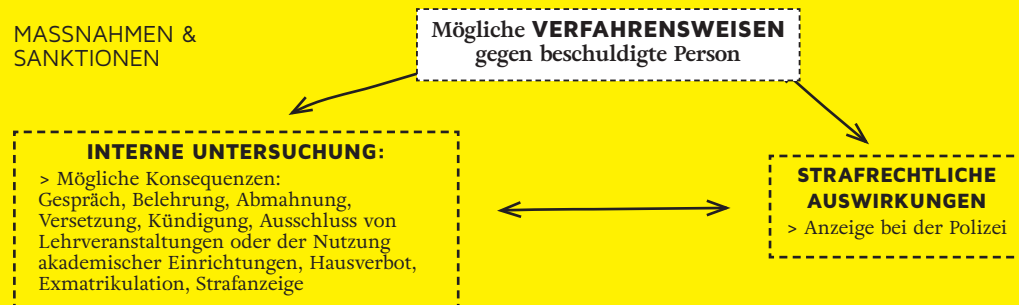 MASSNAHMEN &
SANKTIONEN
Mögliche VERFAHRENSWEISEN
gegen beschuldigte Person
INTERNE UNTERSUCHUNG:
> Mögliche Konsequenzen:
Gespräch, Belehrung, Abmahnung,
Versetzung, Kündigung, Ausschluss von
Lehrveranstaltungen oder der Nutzung
akademischer Einrichtungen, Hausverbot,
Exmatrikulation, Strafanzeige
STRAFRECHTLICHE
AUSWIRKUNGEN
> Anzeige bei der Polizei